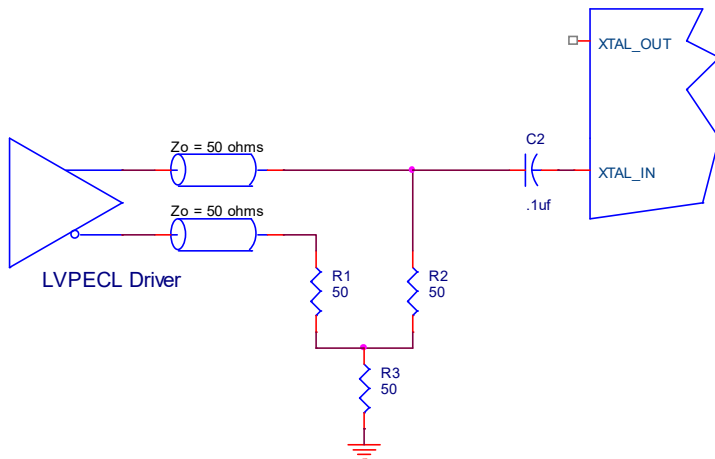 XTAL_OUT
Zo = 50 ohms
C2
XTAL_IN
.1uf
Zo = 50 ohms
LVPECL Driver
R1
50
R2
50
R3
50